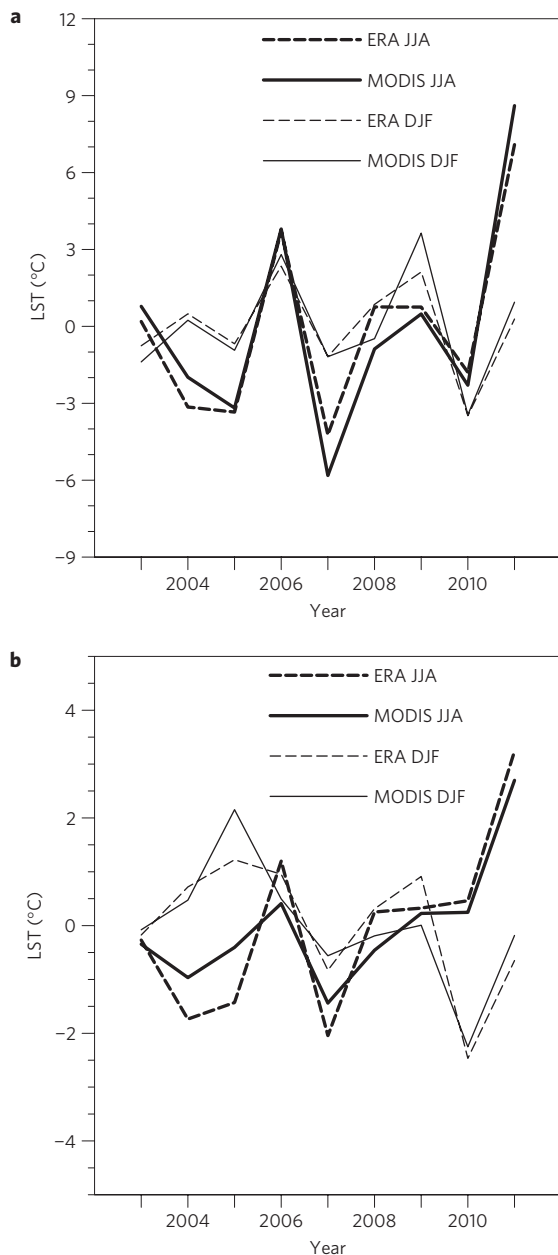 a
12
9
6
3
0
−3
−6
−9
LST (°C)
ERA JJA
MODIS JJA
ERA DJF
MODIS DJF
2004 2006 2008 2010
Year
b
4
2
0
−2
−4
LST (°C)
ERA JJA
MODIS JJA
ERA DJF
MODIS DJF
2004 2006 2008 2010
Year